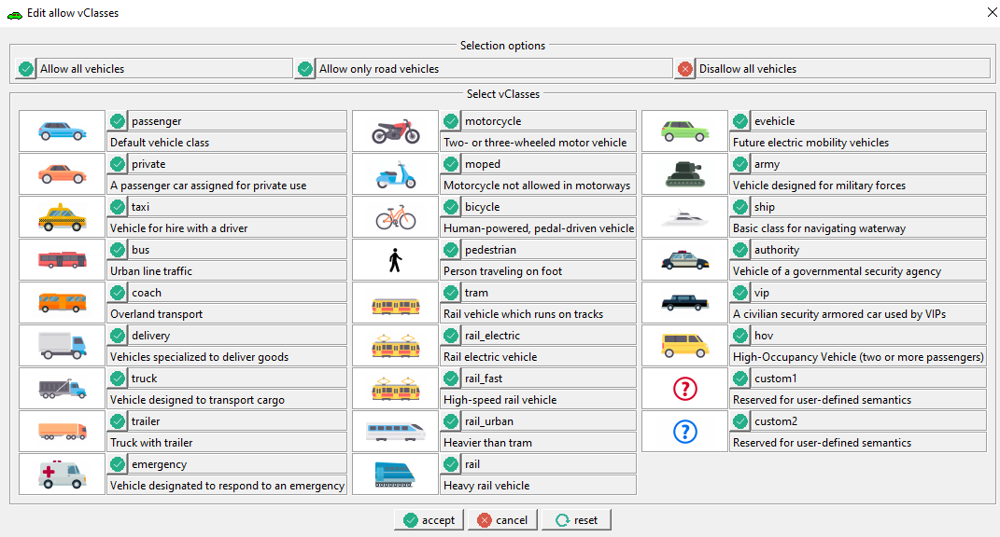 Edit allow vClasses
Selection options
Allow all vehicles
Allow only road vehicles
Disallow all vehicles
Select vClasses
passenger
Default vehicle class
private
A passenger car assigned for private use
taxi
Vehicle for hire with a driver
bus
Urban line traffic
coach
Overland transport
delivery
Vehicles specialized to deliver goods
truck
Vehicle designed to transport cargo
trailer
Truck with trailer
emergency
Vehicle designated to respond to an emergency
motorcycle
Two- or three-wheeled motor vehicle
moped
Motorcycle not allowed in motorways
bicycle
Human-powered, pedal-driven vehicle
pedestrian
Person traveling on foot
tram
Rail vehicle which runs on tracks
rail_electric
Rail electric vehicle
rail_fast
High-speed rail vehicle
rail_urban
Heavier than tram
rail
Heavy rail vehicle
evehicle
Future electric mobility vehicles
army
Vehicle designed for military forces
ship
Basic class for navigating waterway
authority
Vehicle of a governmental security agency
vip
A civilian security armored car used by VIPs
hov
High-Occupancy Vehicle (two or more passengers)
?
custom1
Reserved for user-defined semantics
?
custom2
Reserved for user-defined semantics
accept
cancel
reset